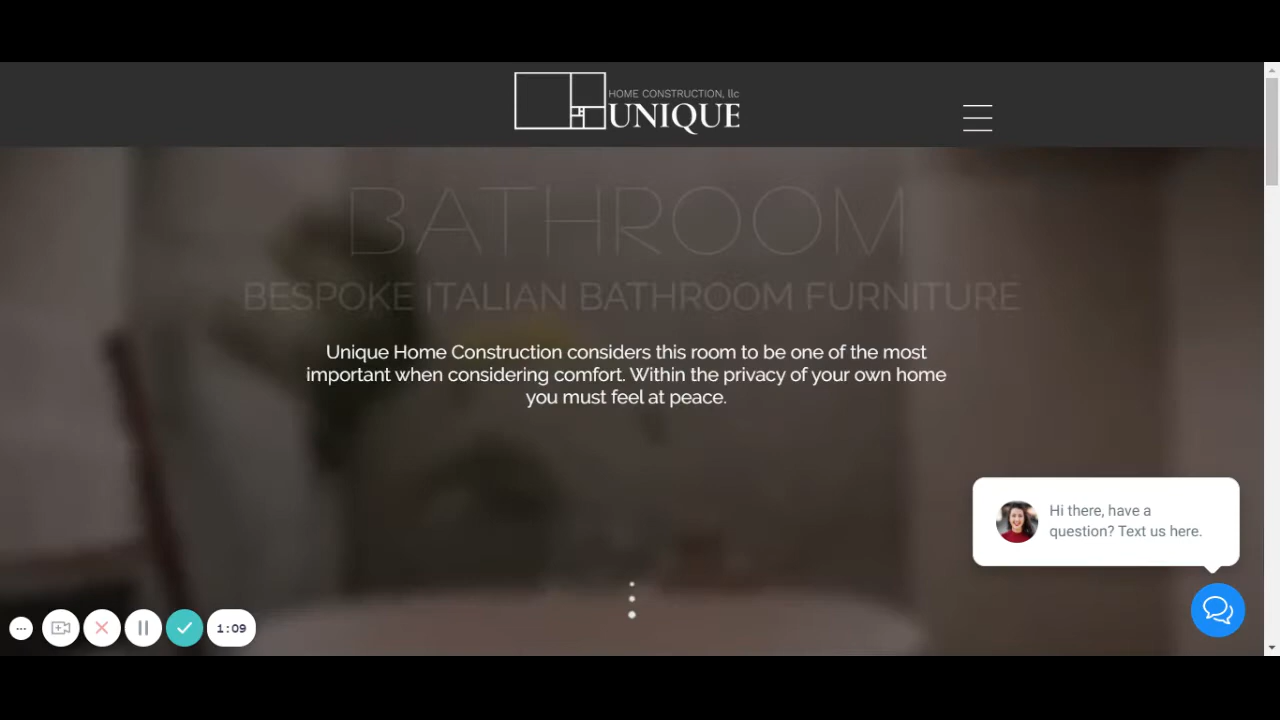 HOME CONSTRUCTION, llc
UNIQUE
BATHROOM
BESPOKE ITALIAN BATHROOM FURNITURE
Unique Home Construction considers this room to be one of the most
important when considering comfort. Within the privacy of your own home
you must feel at peace.
Hi there, have a
question? Text us here.
1:09